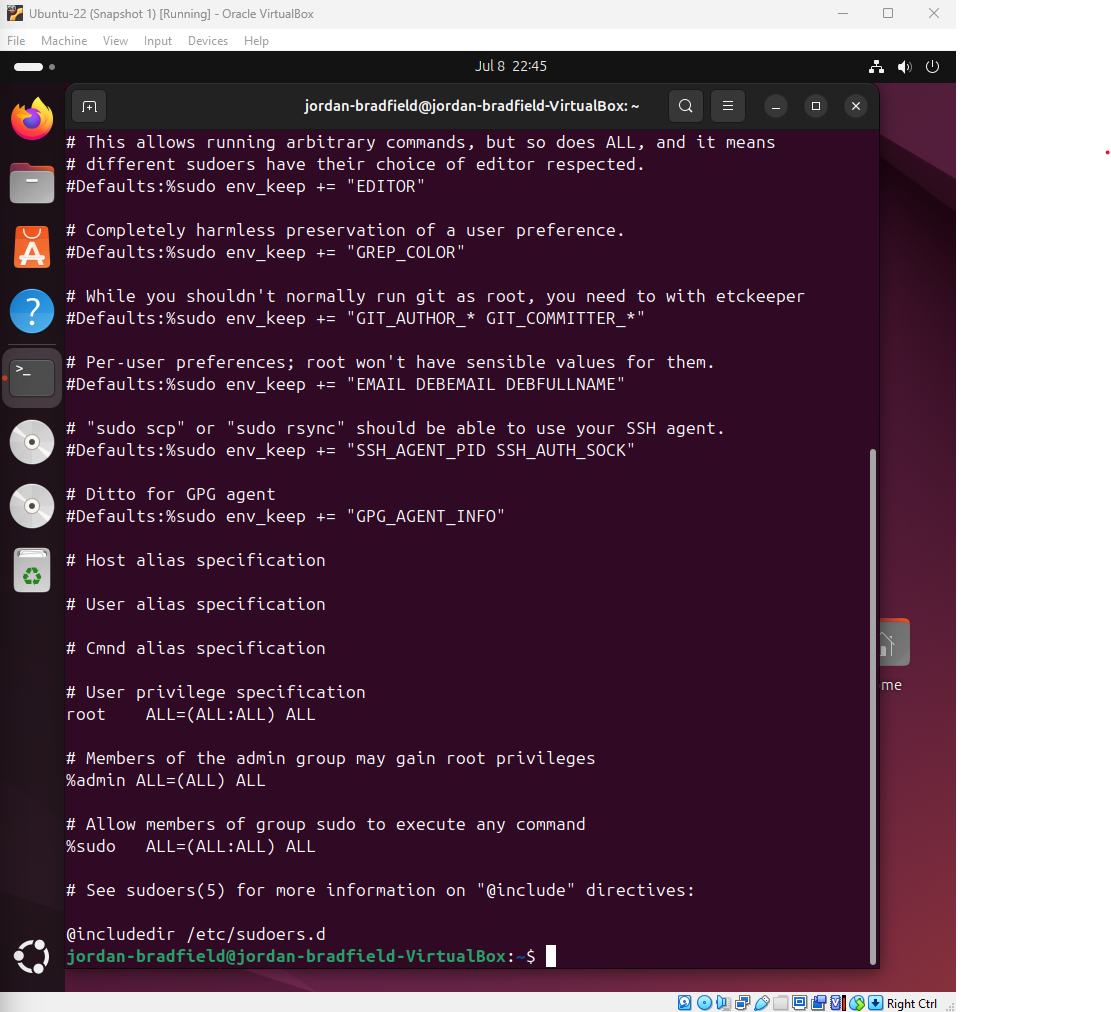 Ubuntu-22 (Snapshot 1) [Running] - Oracle VirtualBox
File Machine View Input Devices Help
Jul 8 22:45
jordan-bradfield@jordan-bradfield-VirtualBox: ~
# This allows running arbitrary commands, but so does ALL, and it means
# different sudoers have their choice of editor respected.
#Defaults:%sudo env_keep += "EDITOR"
# Completely harmless preservation of a user preference.
#Defaults:%sudo env_keep += "GREP_COLOR"
# While you shouldn't normally run git as root, you need to with etckeeper
#Defaults:%sudo env_keep += "GIT_AUTHOR_* GIT_COMMITTER_*"
# Per-user preferences; root won't have sensible values for them.
#Defaults:%sudo env_keep += "EMAIL DEBEMAIL DEBFULLNAME"
# "sudo scp" or "sudo rsync" should be able to use your SSH agent.
#Defaults:%sudo env_keep += "SSH_AGENT_PID SSH_AUTH_SOCK"
# Ditto for GPG agent
#Defaults:%sudo env_keep += "GPG_AGENT_INFO"
# Host alias specification
# User alias specification
# Cmnd alias specification
# User privilege specification
root    ALL=(ALL:ALL) ALL
# Members of the admin group may gain root privileges
%admin ALL=(ALL) ALL
# Allow members of group sudo to execute any command
%sudo   ALL=(ALL:ALL) ALL
# See sudoers(5) for more information on "@include" directives:
@includedir /etc/sudoers.d
jordan-bradfield@jordan-bradfield-VirtualBox:~$
me
Right Ctrl